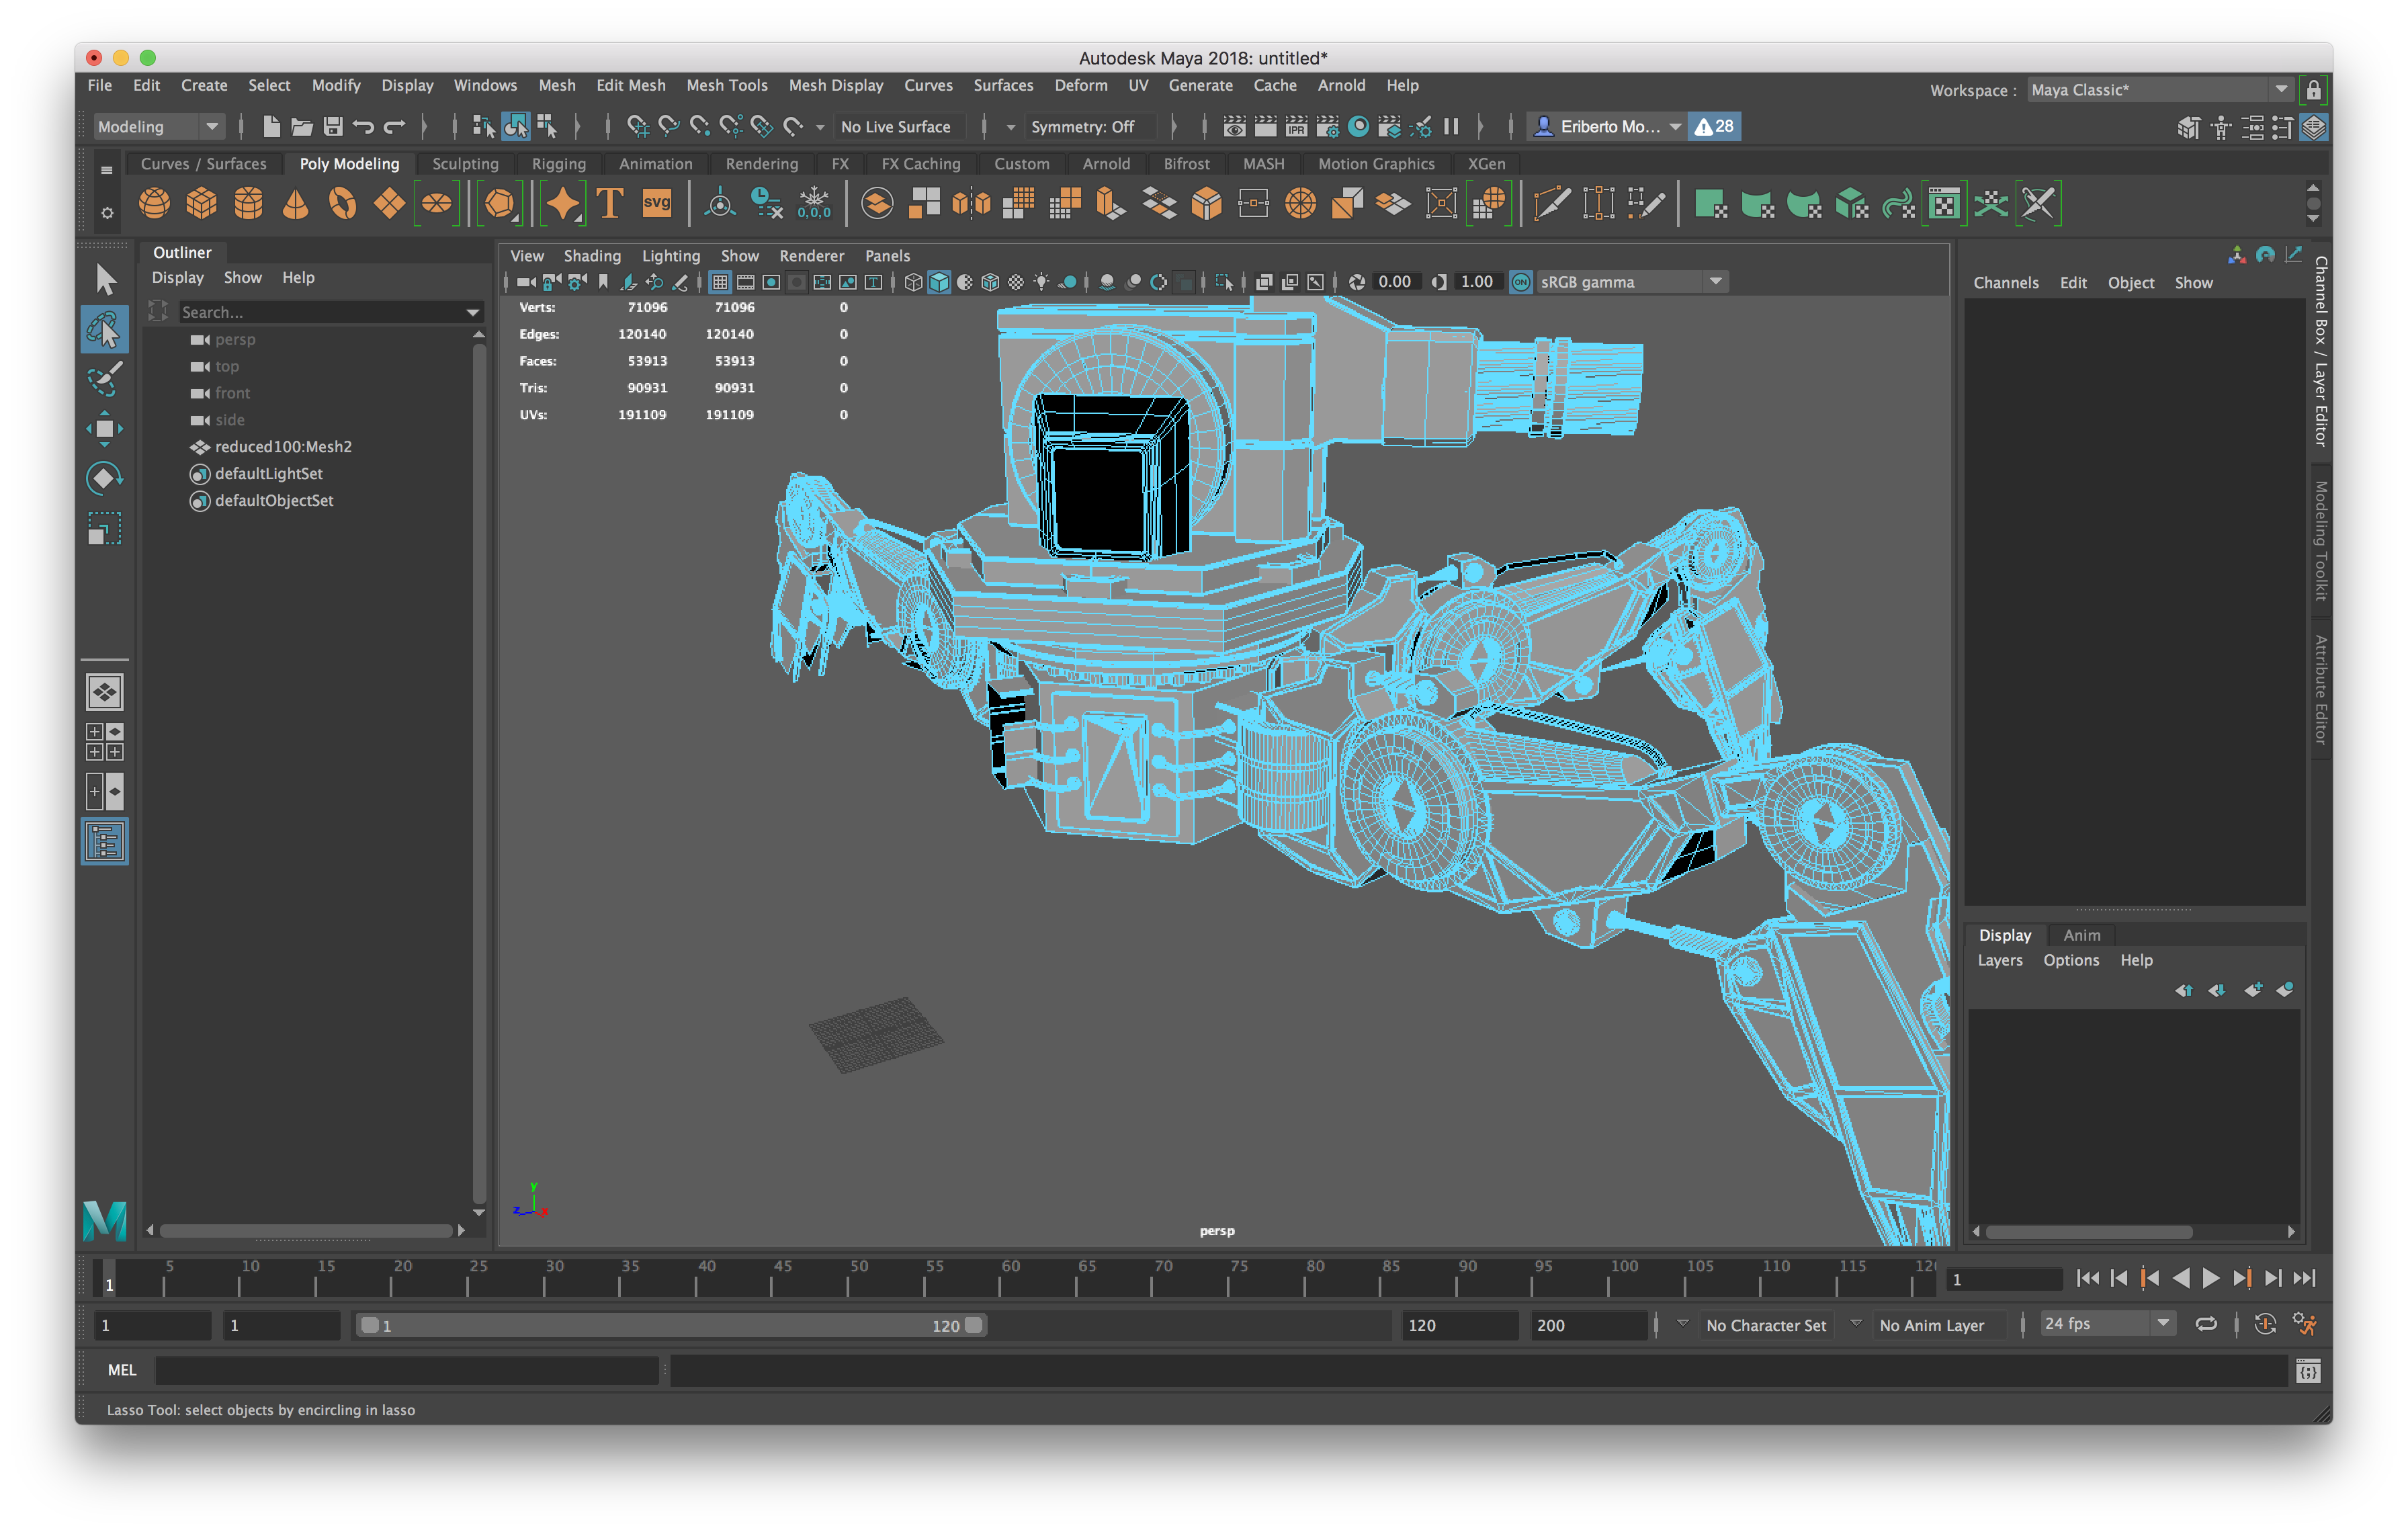 Autodesk Maya 2018: untitled*
File Edit Create Select Modify Display Windows Mesh Edit Mesh Mesh Tools Mesh Display Curves Surfaces Deform UV Generate Cache Arnold Help
Workspace : Maya Classic*
Modeling No Live Surface Symmetry: Off IPR Eriberto Mo... 28
Curves / Surfaces Poly Modeling Sculpting Rigging Animation Rendering FX FX Caching Custom Arnold Bifrost MASH Motion Graphics XGen
T svg 0,0,0
Outliner
Display Show Help
Search...
persp
top
front
side
reduced100:Mesh2
defaultLightSet
defaultObjectSet
View Shading Lighting Show Renderer Panels
0.00 1.00 ON sRGB gamma
Verts: 71096 71096 0
Edges: 120140 120140 0
Faces: 53913 53913 0
Tris: 90931 90931 0
UVs: 191109 191109 0
y
z x
persp
Channels Edit Object Show
Channel Box / Layer Editor
Modeling Toolkit
Attribute Editor
Display Anim
Layers Options Help
1 5 10 15 20 25 30 35 40 45 50 55 60 65 70 75 80 85 90 95 100 105 110 115 1
1 1 1 120 120 200 No Character Set No Anim Layer 24 fps
MEL
Lasso Tool: select objects by encircling in lasso